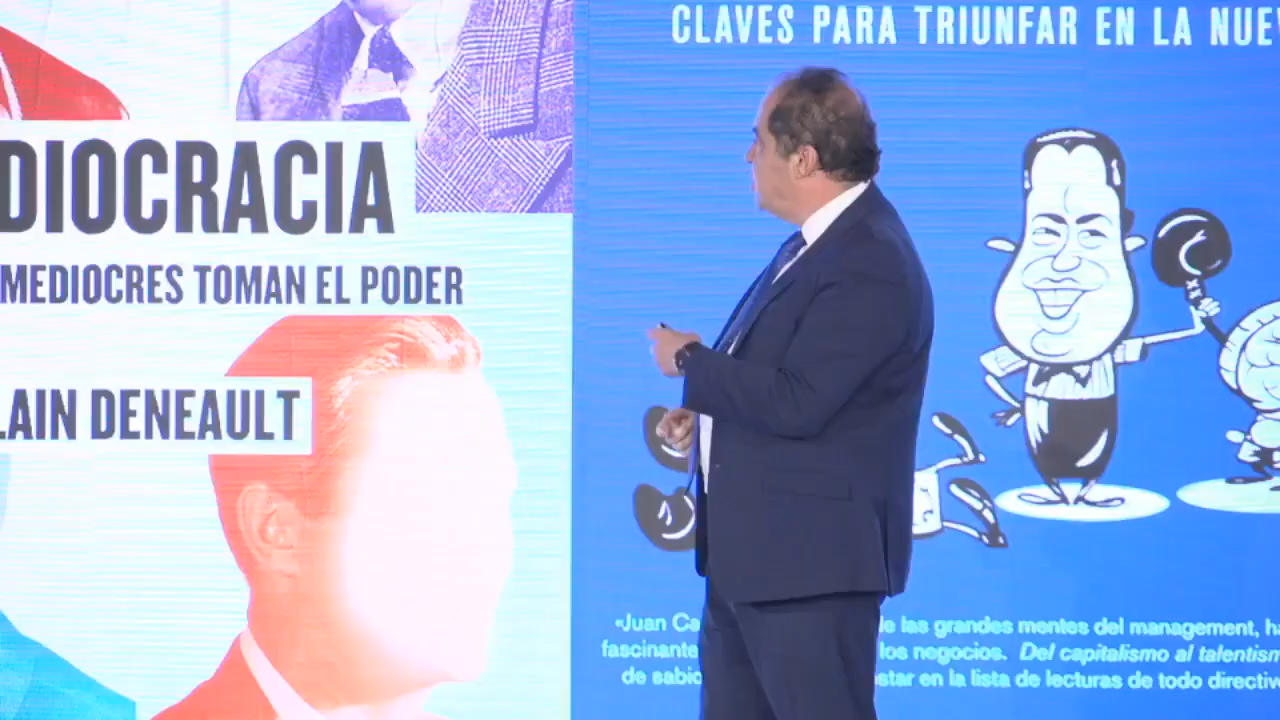 CLAVES PARA TRIUNFAR EN LA NUEV
DIOCRACIA
MEDIOCRES TOMAN EL PODER
LAIN DENEAULT
«Juan Ca de las grandes mentes del management, ha
fascinante los negocios. Del capitalismo al talentism
de sabid estar en la lista de lecturas de todo directivo